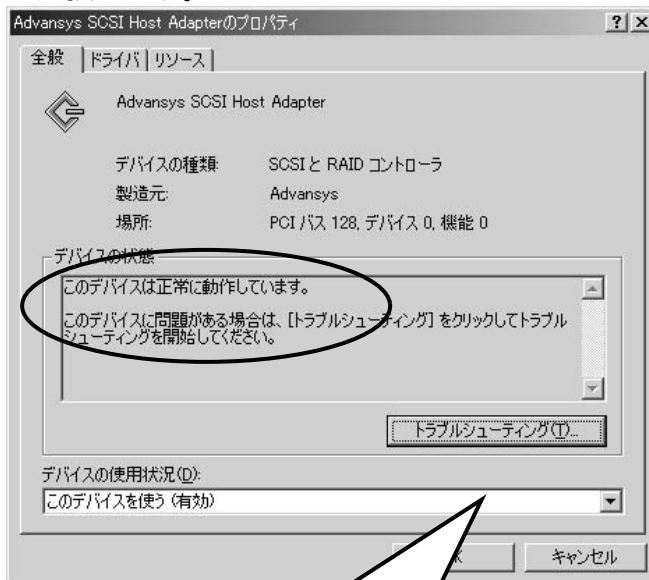 Advansys SCSI Host Adapterのプロパティ
全般 ドライバ リソース
Advansys SCSI Host Adapter
デバイスの種類: SCSI と RAID コントローラ
製造元: Advansys
場所: PCI バス 128, デバイス 0, 機能 0
デバイスの状態
このデバイスは正常に動作しています。
このデバイスに問題がある場合は、[トラブルシューティング] をクリックしてトラブル
シューティングを開始してください。
トラブルシューティング(T)...
デバイスの使用状況(D):
このデバイスを使う (有効)
キャンセル